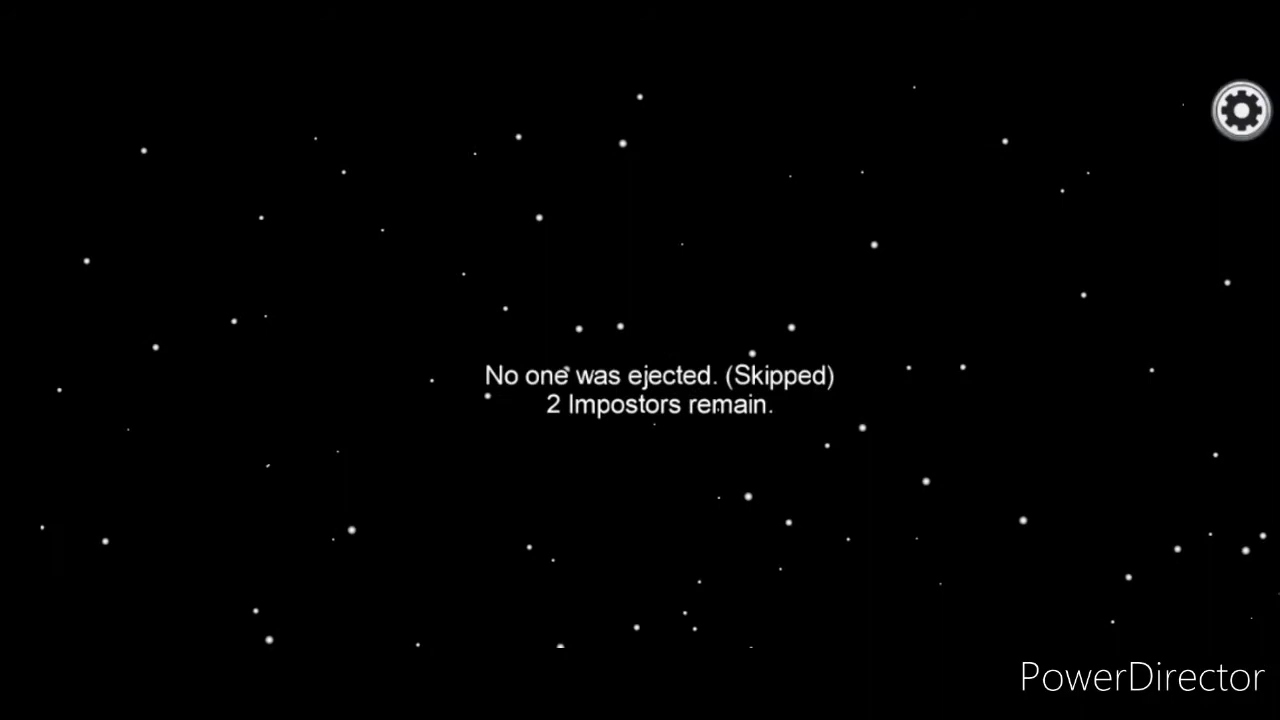 No one was ejected. (Skipped)
2 Impostors remain.
PowerDirector